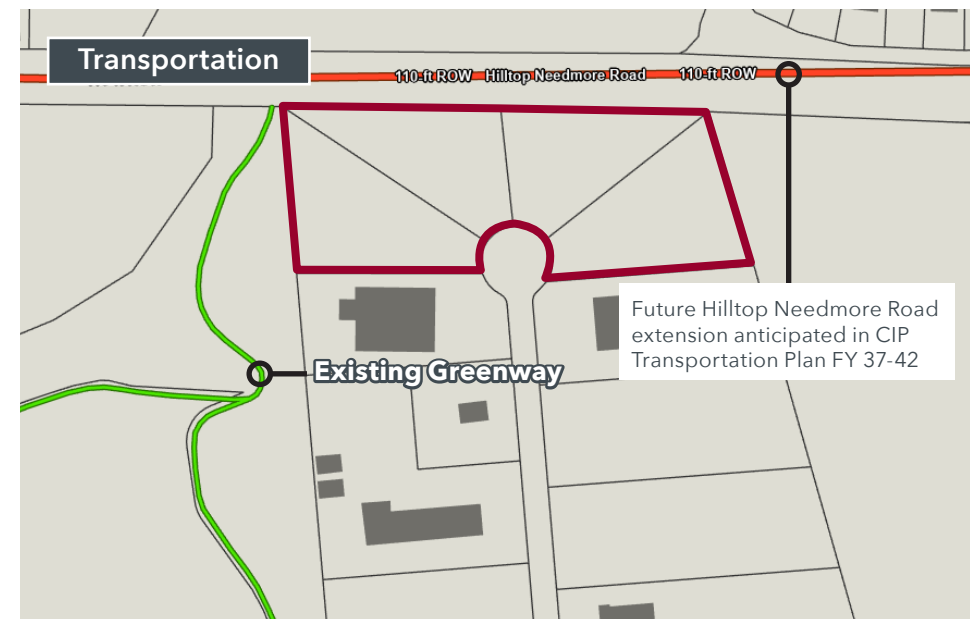 Transportation
110-ft ROW Hilltop Needmore Road 110-ft ROW
Future Hilltop Needmore Road
extension anticipated in CIP
Transportation Plan FY 37-42
Existing Greenway